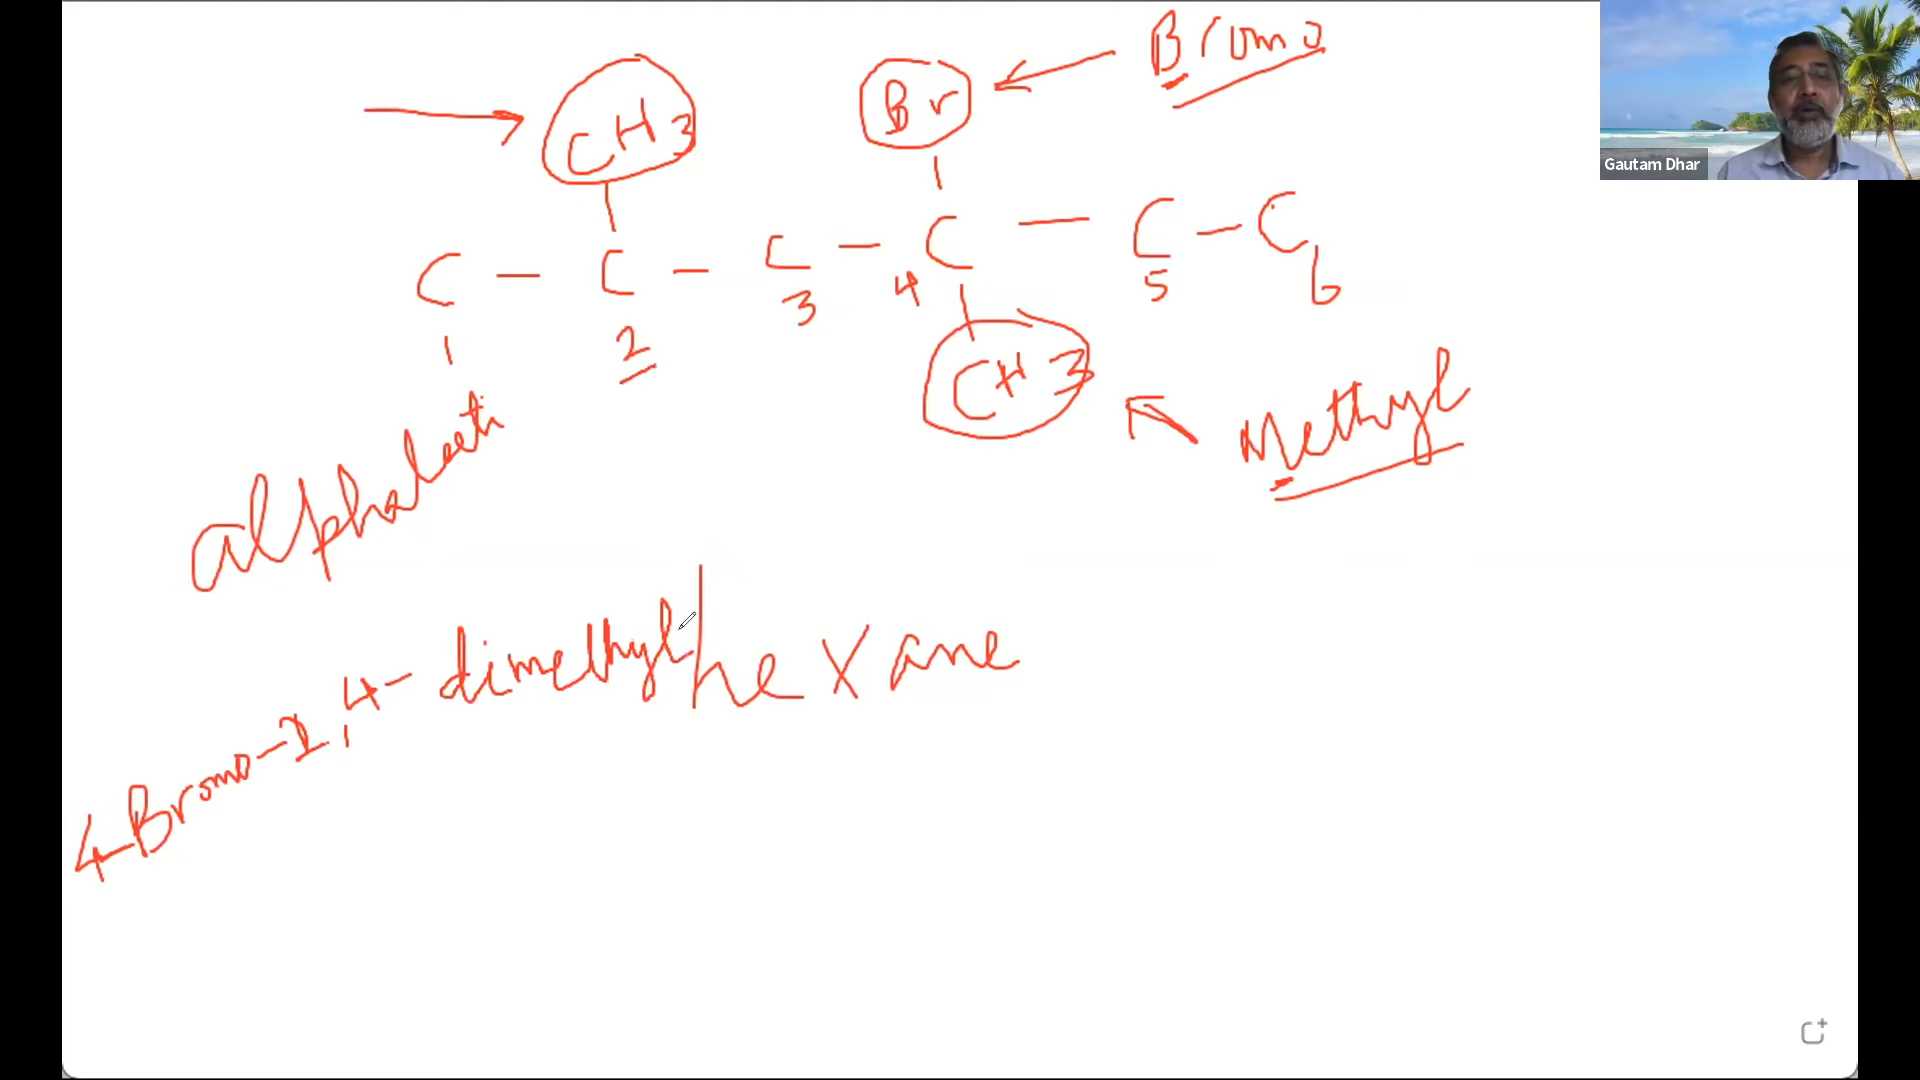 Bromo
CH3 Br
Gautam Dhar
C - C - C - C - C - C
1 2 3 4 5 6
CH3
Methyl
4-Bromo-2,4-dimethyl/hexane